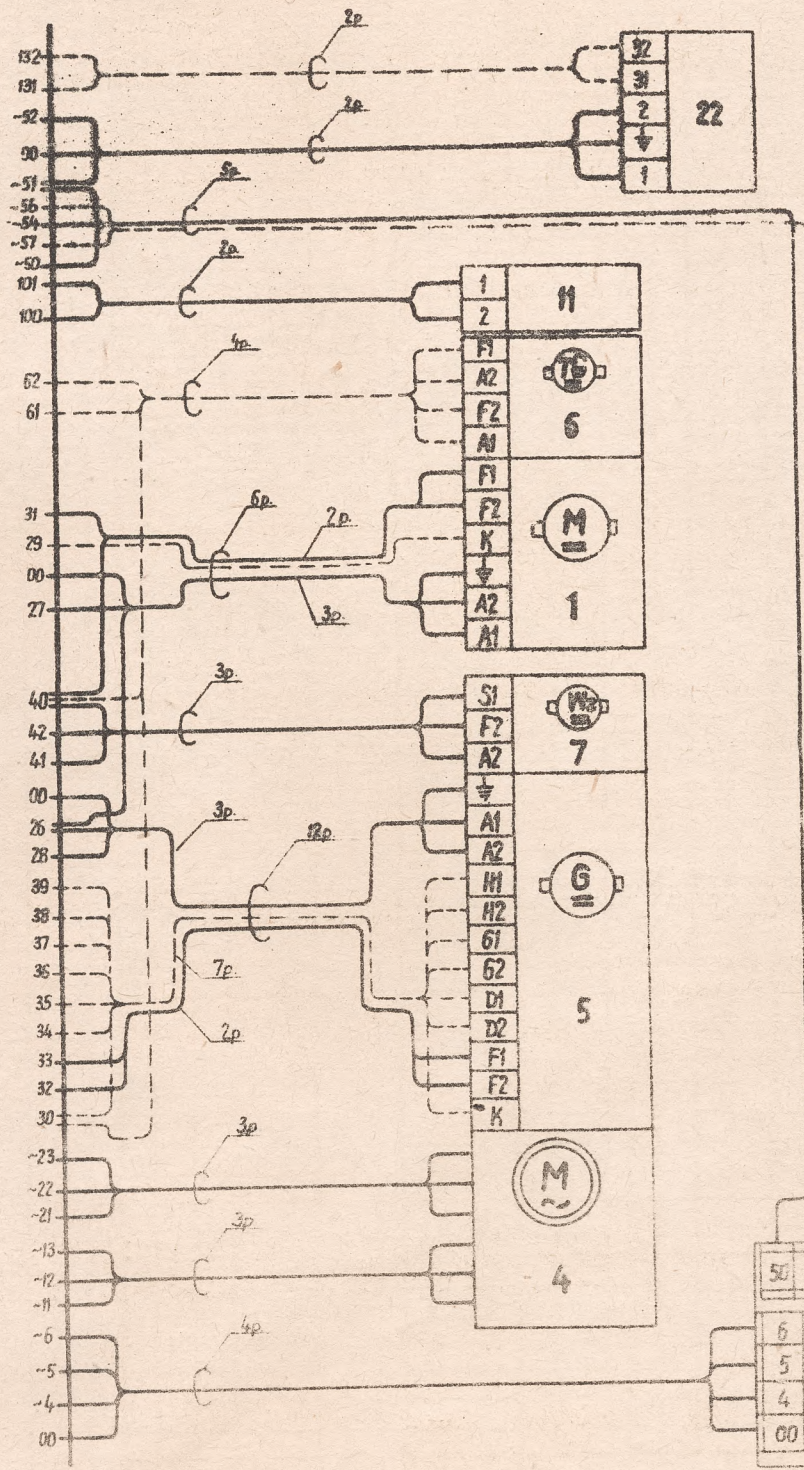 2p.
132
32
131
31
2p.
~52
2
22
90
⏚
~51
1
5p.
~56
~54
~57
~50
2p.
101
1
11
100
2
4p.
F1
TG
62
A2
61
F2
6
A1
F1
6p.
31
2p.
F2
M
29
K
00
⏚
27
A2
3p.
1
A1
3p.
S1
40
42
F2
41
A2
7
00
⏚
3p.
12p.
26
A1
28
A2
39
H1
G
38
H2
37
G1
36
7p.
G2
35
D1
5
34
2p.
D2
33
F1
32
F2
30
K
3p.
~23
M
~22
~
~21
3p.
~13
~12
4
50
~11
4p.
~6
6
~5
5
~4
4
00
00